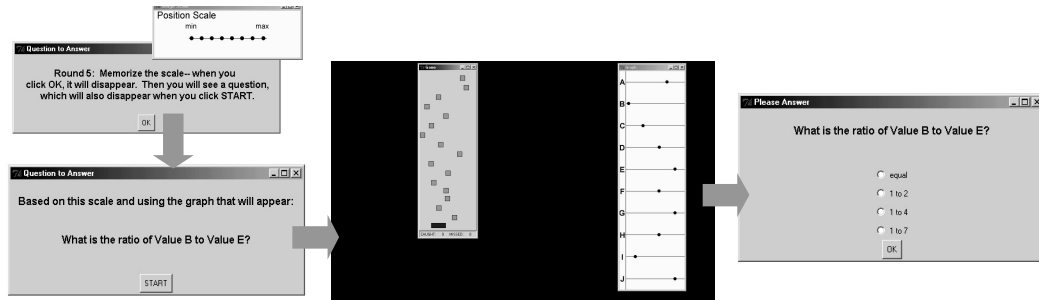 Position Scale
min max
Question to Answer
Round 5: Memorize the scale-- when you
click OK, it will disappear. Then you will see a question,
which will also disappear when you click START.
OK
Question to Answer
Based on this scale and using the graph that will appear:
What is the ratio of Value B to Value E?
START
CAUGHT: 0 MISSED: 0
A
B
C
D
E
F
G
H
I
J
Please Answer
What is the ratio of Value B to Value E?
equal
1 to 2
1 to 4
1 to 7
OK